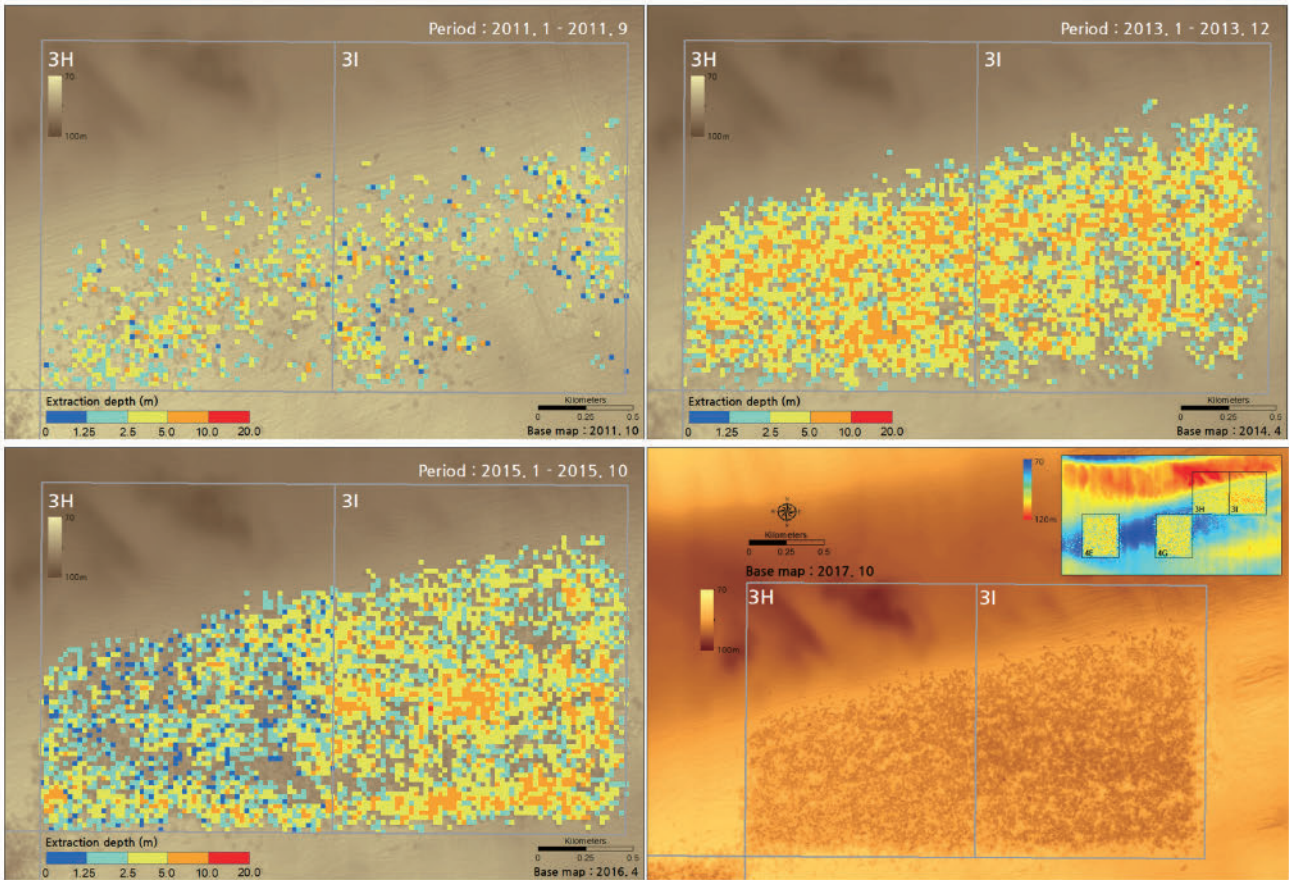 Period : 2011. 1 - 2011. 9
3H
3I
70
100m
Extraction depth (m)
0 1.25 2.5 5.0 10.0 20.0
Kilometers
0 0.25 0.5
Base map : 2011. 10
Period : 2013. 1 - 2013. 12
3H
3I
70
100m
Extraction depth (m)
0 1.25 2.5 5.0 10.0 20.0
Kilometers
0 0.25 0.5
Base map : 2014. 4
Period : 2015. 1 - 2015. 10
3H
3I
70
100m
Extraction depth (m)
0 1.25 2.5 5.0 10.0 20.0
Kilometers
0 0.25 0.5
Base map : 2016. 4
70
120m
3H
3I
4F
4G
Kilometers
0 0.25 0.5
Base map : 2017. 10
3H
3I
70
100m